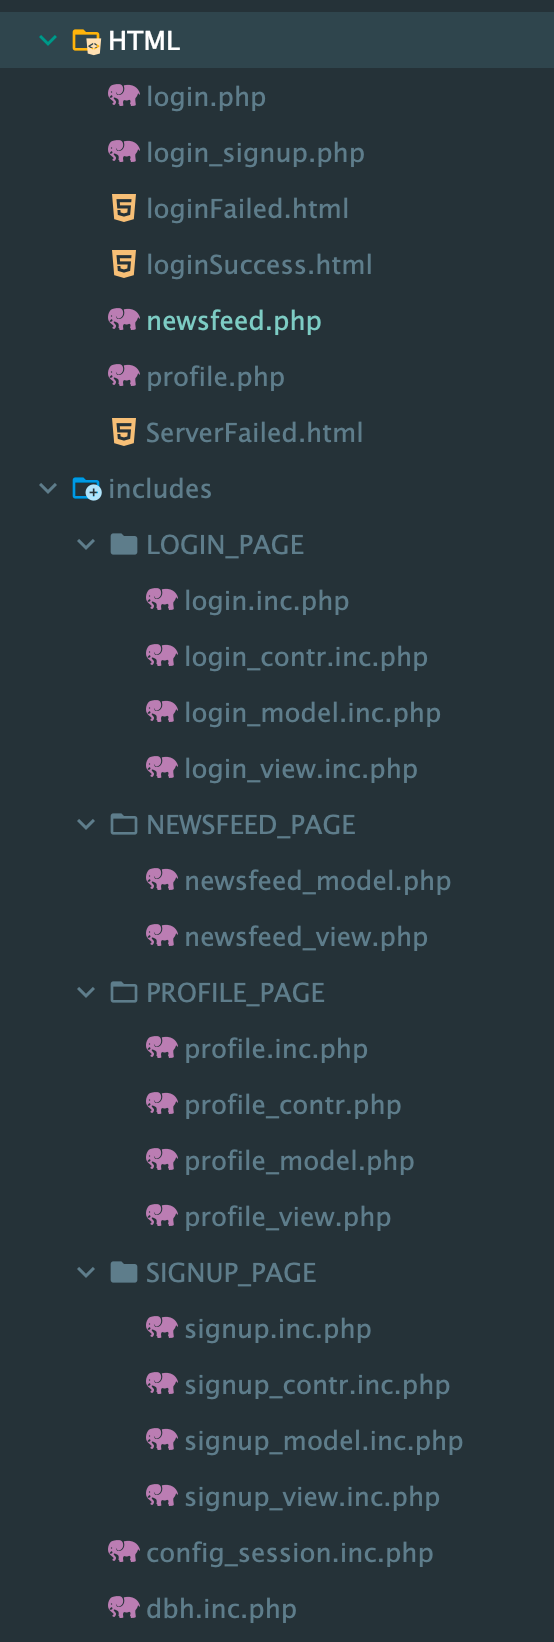 HTML
login.php
login_signup.php
loginFailed.html
loginSuccess.html
newsfeed.php
profile.php
ServerFailed.html
includes
LOGIN_PAGE
login.inc.php
login_contr.inc.php
login_model.inc.php
login_view.inc.php
NEWSFEED_PAGE
newsfeed_model.php
newsfeed_view.php
PROFILE_PAGE
profile.inc.php
profile_contr.php
profile_model.php
profile_view.php
SIGNUP_PAGE
signup.inc.php
signup_contr.inc.php
signup_model.inc.php
signup_view.inc.php
config_session.inc.php
dbh.inc.php